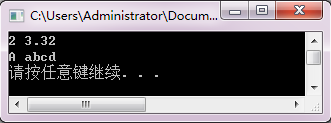 C:\Users\Administrator\Docum...
2 3.32
A abcd
请按任意键继续. . .